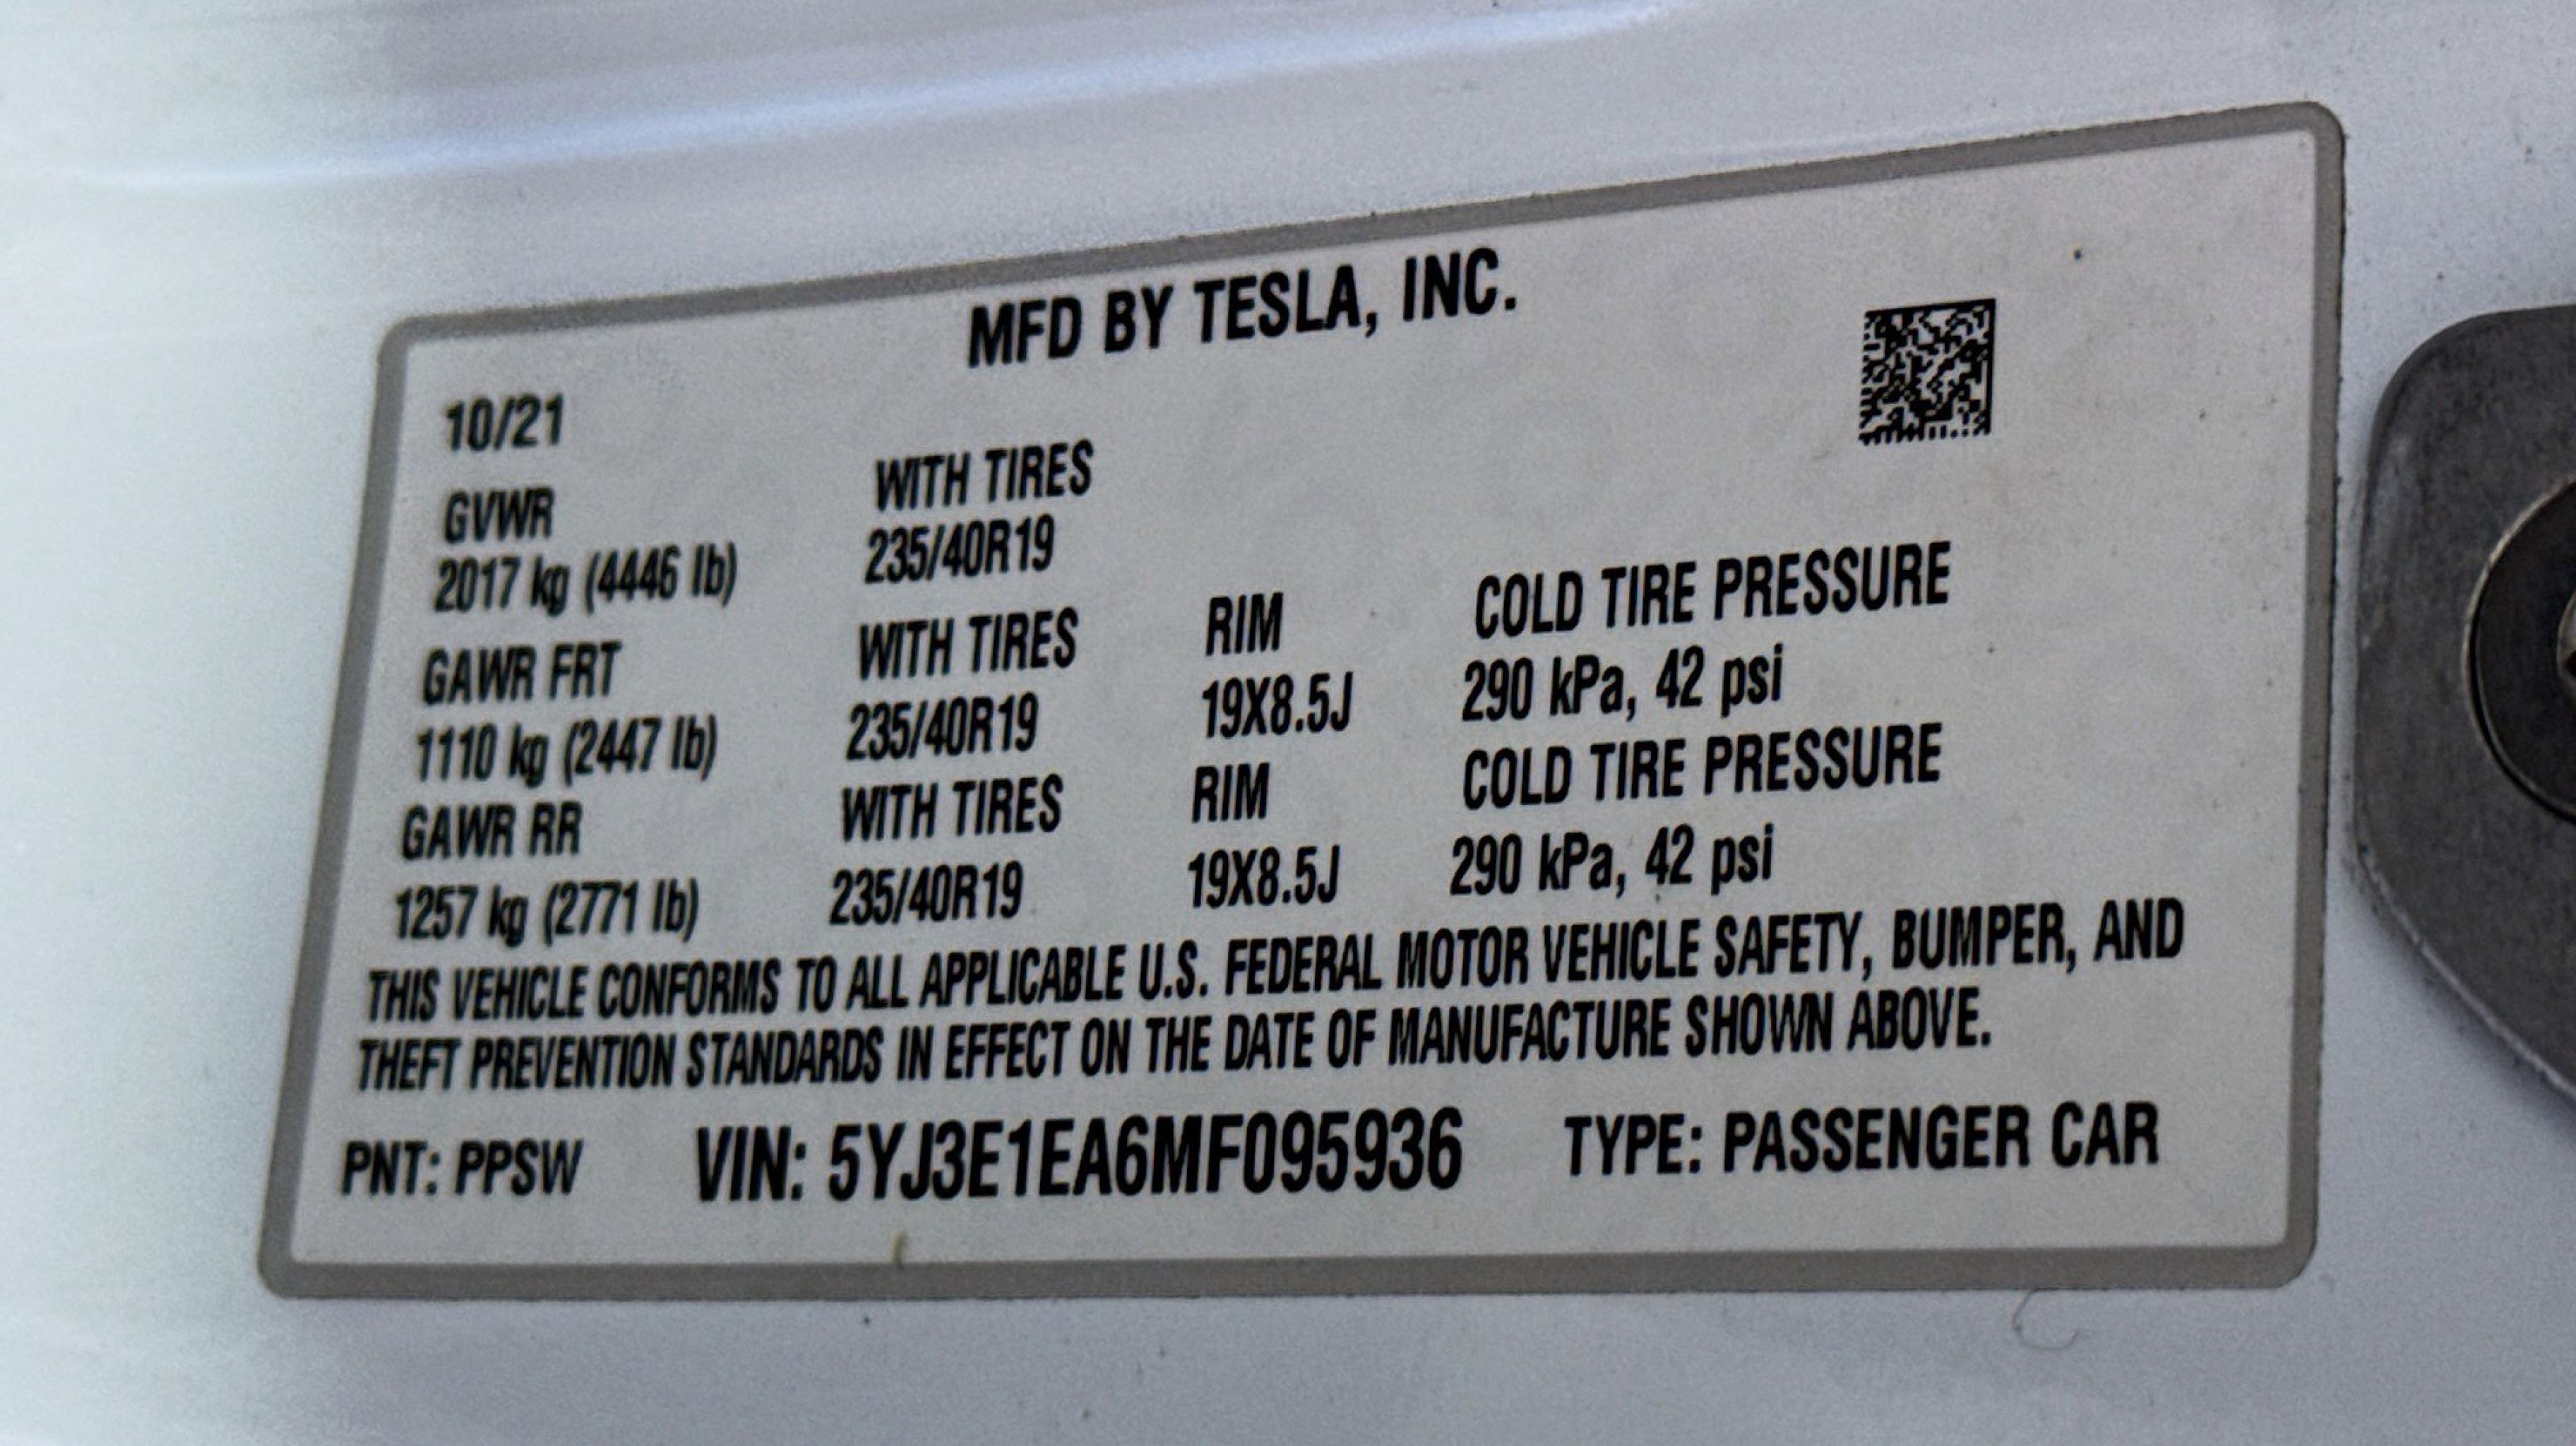 MFD BY TESLA, INC.
10/21
GVWR WITH TIRES
2017 kg (4446 lb) 235/40R19
GAWR FRT WITH TIRES RIM COLD TIRE PRESSURE
1110 kg (2447 lb) 235/40R19 19X8.5J 290 kPa, 42 psi
GAWR RR WITH TIRES RIM COLD TIRE PRESSURE
1257 kg (2771 lb) 235/40R19 19X8.5J 290 kPa, 42 psi
THIS VEHICLE CONFORMS TO ALL APPLICABLE U.S. FEDERAL MOTOR VEHICLE SAFETY, BUMPER, AND
THEFT PREVENTION STANDARDS IN EFFECT ON THE DATE OF MANUFACTURE SHOWN ABOVE.
PNT: PPSW VIN: 5YJ3E1EA6MF095936 TYPE: PASSENGER CAR